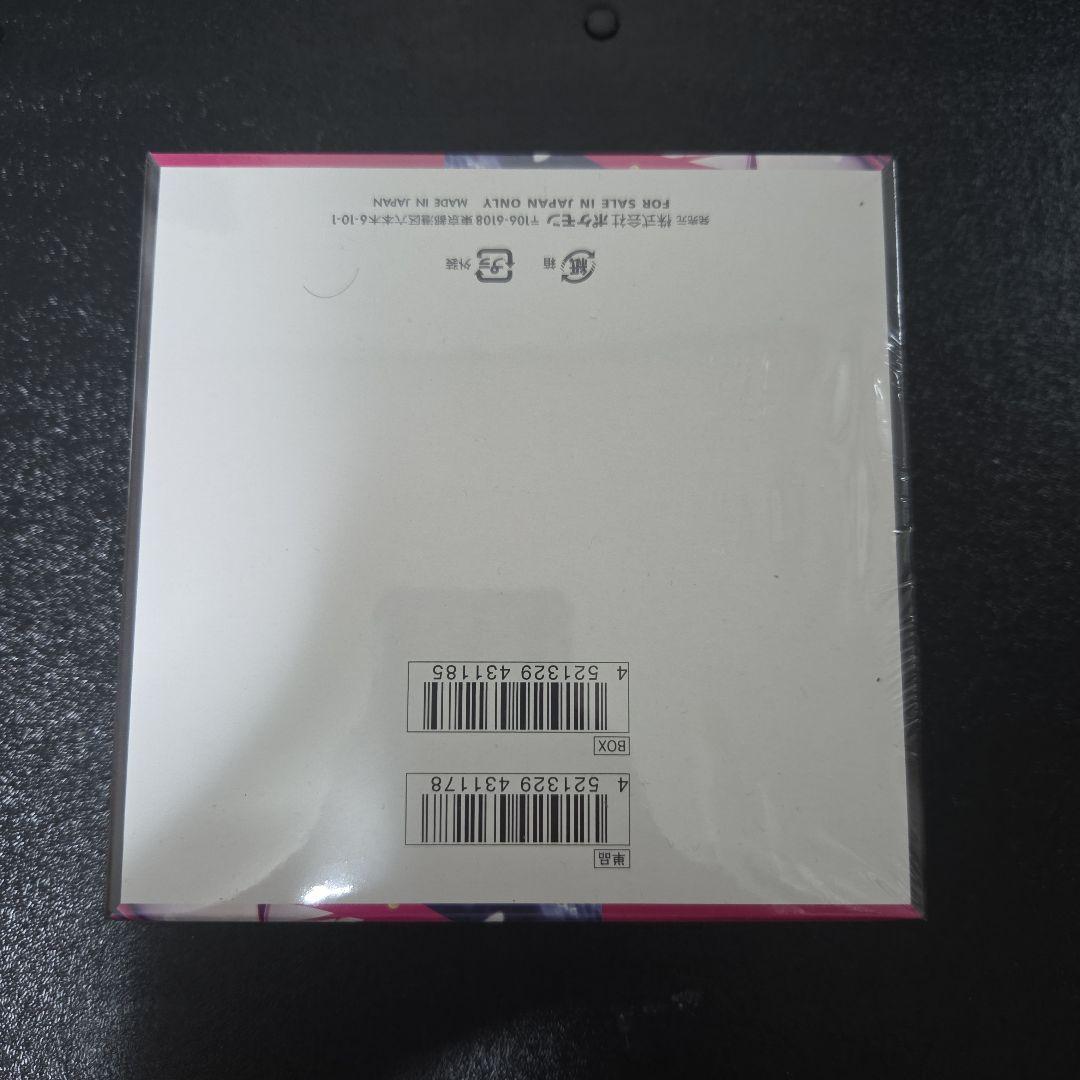 単品
4 521329 431178
BOX
4 521329 431185
紙 箱 プラ 外装
発売元 株式会社 ポケモン 〒106-6108 東京都港区六本木6-10-1
FOR SALE IN JAPAN ONLY MADE IN JAPAN